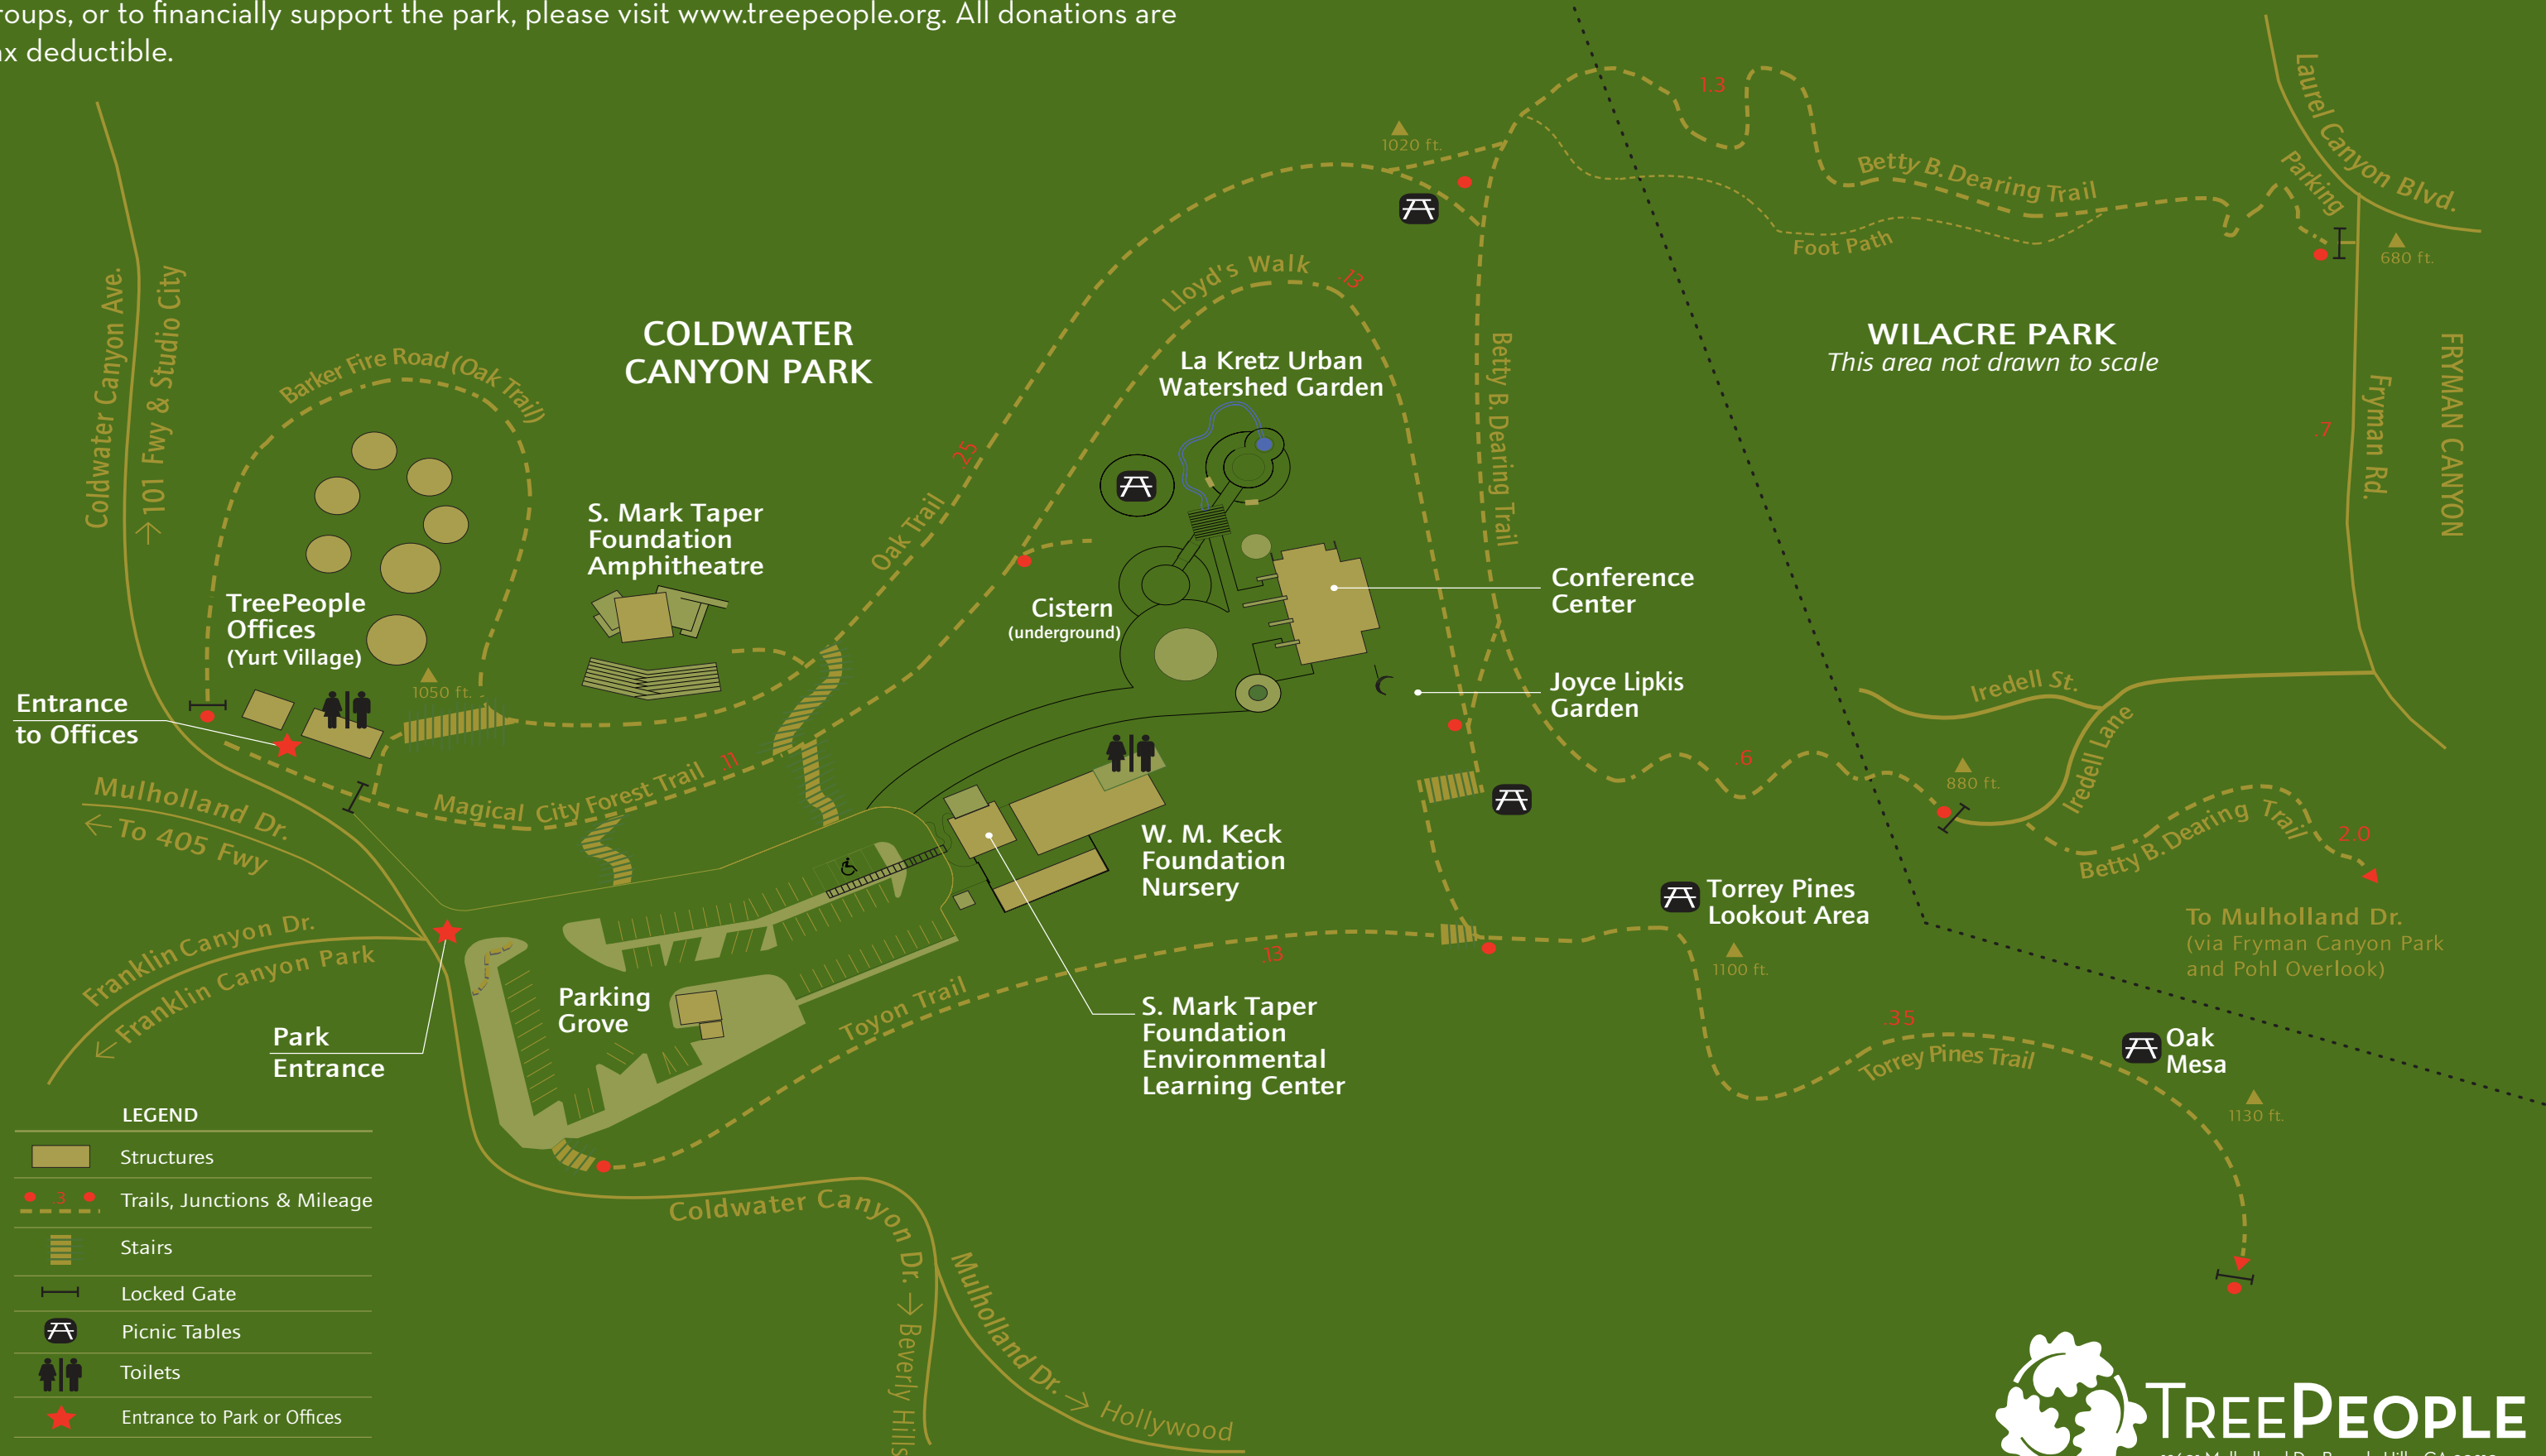 roups, or to financially support the park, please visit www.treepeople.org. All donations are
ax deductible.
Coldwater Canyon Ave.
→ 101 Fwy & Studio City
Barker Fire Road (Oak Trail)
COLDWATER
CANYON PARK
S. Mark Taper
Foundation
Amphitheatre
TreePeople
Offices
(Yurt Village)
1050 ft.
Entrance
to Offices
Mulholland Dr.
← To 405 Fwy
Franklin Canyon Dr.
← Franklin Canyon Park
Park
Entrance
Magical City Forest Trail
.11
Oak Trail
.25
Lloyd's Walk
.13
1020 ft.
La Kretz Urban
Watershed Garden
Cistern
(underground)
Conference
Center
Joyce Lipkis
Garden
W. M. Keck
Foundation
Nursery
S. Mark Taper
Foundation
Environmental
Learning Center
Parking
Grove
Toyon Trail
.13
Betty B. Dearing Trail
1.3
Betty B. Dearing Trail
Foot Path
Laurel Canyon Blvd.
Parking
680 ft.
WILACRE PARK
This area not drawn to scale
.7
Fryman Rd.
FRYMAN CANYON
Iredell St.
Iredell Lane
.6
880 ft.
Betty B. Dearing Trail
2.0
To Mulholland Dr.
(via Fryman Canyon Park
and Pohl Overlook)
Torrey Pines
Lookout Area
1100 ft.
.35
Torrey Pines Trail
Oak
Mesa
1130 ft.
Coldwater Canyon Dr. → Beverly Hills
Mulholland Dr. → Hollywood
LEGEND
Structures
.3
Trails, Junctions & Mileage
Stairs
Locked Gate
Picnic Tables
Toilets
Entrance to Park or Offices
TREEPEOPLE